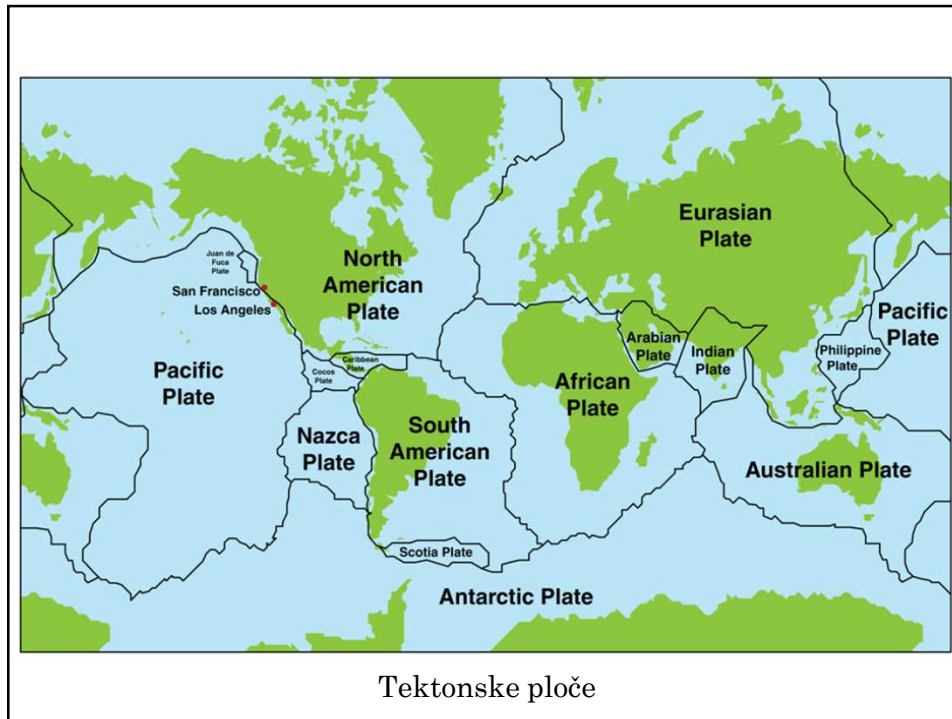 Eurasian
Plate
North
American
Plate
Juan de
Fuca
Plate
San Francisco
Los Angeles
Pacific
Plate
Arabian
Plate
Indian
Plate
Philippine
Plate
Caribbean
Plate
Cocos
Plate
Pacific
Plate
African
Plate
South
American
Plate
Nazca
Plate
Australian Plate
Scotia Plate
Antarctic Plate
Tektonske ploče